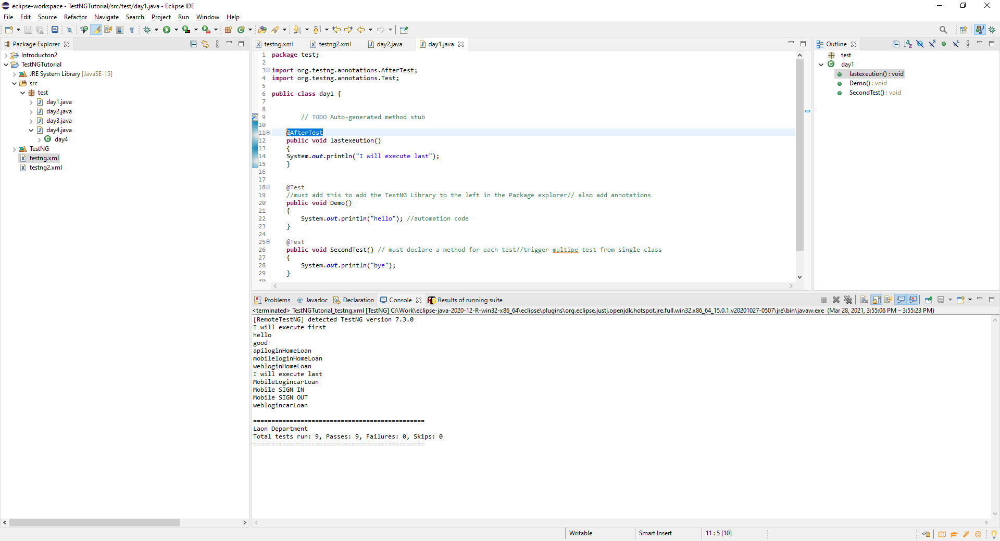 eclipse-workspace - TestNGTutorial/src/test/day1.java - Eclipse IDE
File Edit Source Refactor Navigate Search Project Run Window Help
Package Explorer
Introducton2
TestNGTutorial
JRE System Library [JavaSE-15]
src
test
day1.java
day2.java
day3.java
day4.java
day4
TestNG
testng.xml
testng2.xml
testng.xml testng2.xml day2.java day1.java
1 package test;
2
3 import org.testng.annotations.AfterTest;
4 import org.testng.annotations.Test;
5
6 public class day1 {
7
8
9 // TODO Auto-generated method stub
10
11 @AfterTest
12 public void lastexeution()
13 {
14 System.out.println("I will execute last");
15 }
16
17
18 @Test
19 //must add this to add the TestNG Library to the left in the Package explorer// also add annotations
20 public void Demo()
21 {
22 System.out.println("hello"); //automation code
23 }
24
25 @Test
26 public void SecondTest() // must declare a method for each test//trigger multipe test from single class
27 {
28 System.out.println("bye");
29 }
30
Outline
test
day1
lastexeution() : void
Demo() : void
SecondTest() : void
Problems @ Javadoc Declaration Console Results of running suite
<terminated> TestNGTutorial_testng.xml [TestNG] C:\Work\eclipse-java-2020-12-R-win32-x86_64\eclipse\plugins\org.eclipse.justj.openjdk.hotspot.jre.full.win32.x86_64_15.0.1.v20201027-0507\jre\bin\javaw.exe (Mar 28, 2021, 3:55:06 PM – 3:55:23 PM)
[RemoteTestNG] detected TestNG version 7.3.0
I will execute first
hello
good
apiloginHomeLoan
mobileloginHomeLoan
webloginHomeLoan
I will execute last
MobileLogincarLoan
Mobile SIGN IN
Mobile SIGN OUT
weblogincarLoan
===============================================
Laon Department
Total tests run: 9, Passes: 9, Failures: 0, Skips: 0
===============================================
Writable Smart Insert 11 : 5 [10]